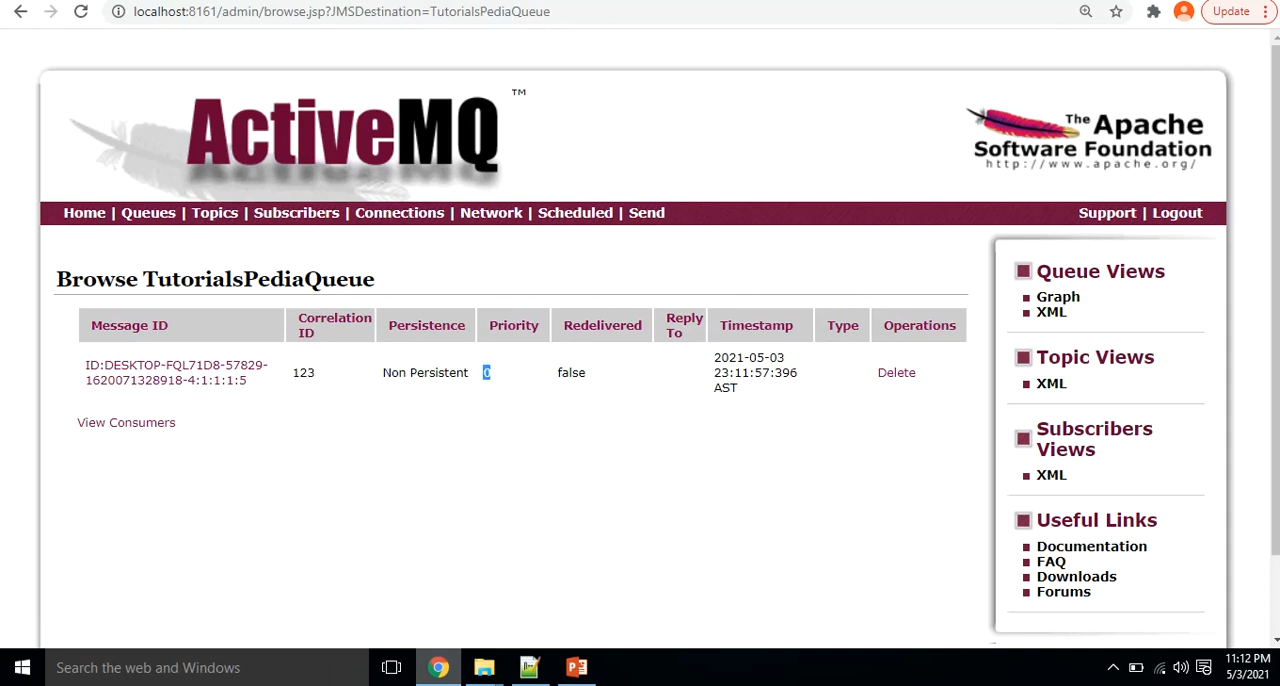 localhost:8161/admin/browse.jsp?JMSDestination=TutorialsPediaQueue
Update
ActiveMQ™
The Apache
Software Foundation
http://www.apache.org/
Home | Queues | Topics | Subscribers | Connections | Network | Scheduled | Send
Support | Logout
Browse TutorialsPediaQueue
Message ID
Correlation
ID
Persistence
Priority
Redelivered
Reply
To
Timestamp
Type
Operations
ID:DESKTOP-FQL71D8-57829-
1620071328918-4:1:1:1:5
123
Non Persistent
0
false
2021-05-03
23:11:57:396
AST
Delete
View Consumers
Queue Views
Graph
XML
Topic Views
XML
Subscribers
Views
XML
Useful Links
Documentation
FAQ
Downloads
Forums
Search the web and Windows
11:12 PM
5/3/2021